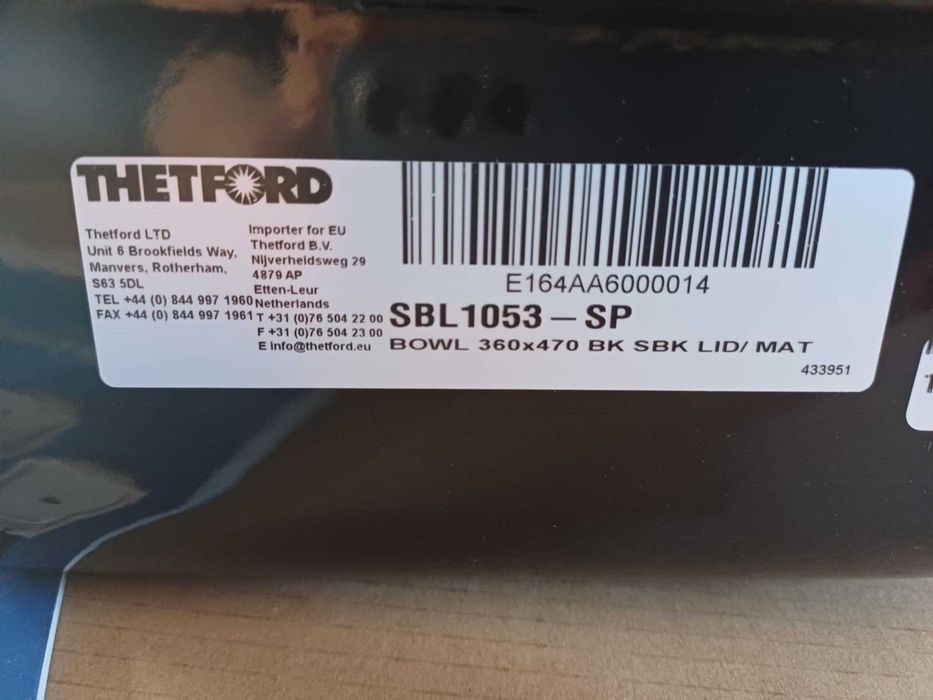 THETFORD
Thetford LTD
Unit 6 Brookfields Way,
Manvers, Rotherham,
S63 5DL
TEL +44 (0) 844 997 1960
FAX +44 (0) 844 997 1961
Importer for EU
Thetford B.V.
Nijverheidsweg 29
4879 AP
Etten-Leur
Netherlands
T +31 (0)76 504 22 00
F +31 (0)76 504 23 00
E info@thetford.eu
E164AA6000014
SBL1053 – SP
BOWL 360x470 BK SBK LID/ MAT
433951